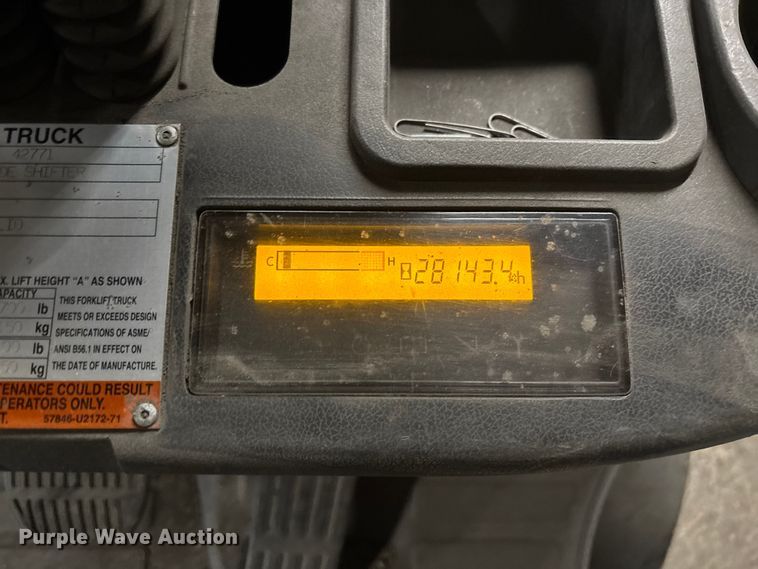 TRUCK
42771
DE SHIFTER
X. LIFT HEIGHT "A" AS SHOWN
CAPACITY
lb
kg
lb
kg
THIS FORKLIFT TRUCK
MEETS OR EXCEEDS DESIGN
SPECIFICATIONS OF ASME/
ANSI B56.1 IN EFFECT ON
THE DATE OF MANUFACTURE.
TENANCE COULD RESULT
PERATORS ONLY.
T. 57846-U2172-71
C H 28143.4 h
Purple Wave Auction®